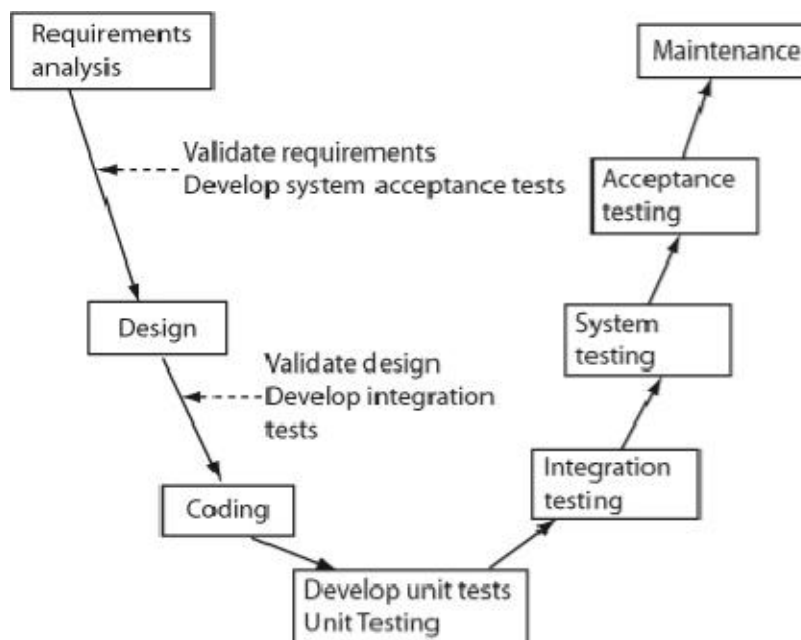 Requirements
analysis
Maintenance
Validate requirements
Develop system acceptance tests
Acceptance
testing
Design
System
testing
Validate design
Develop integration
tests
Integration
testing
Coding
Develop unit tests
Unit Testing